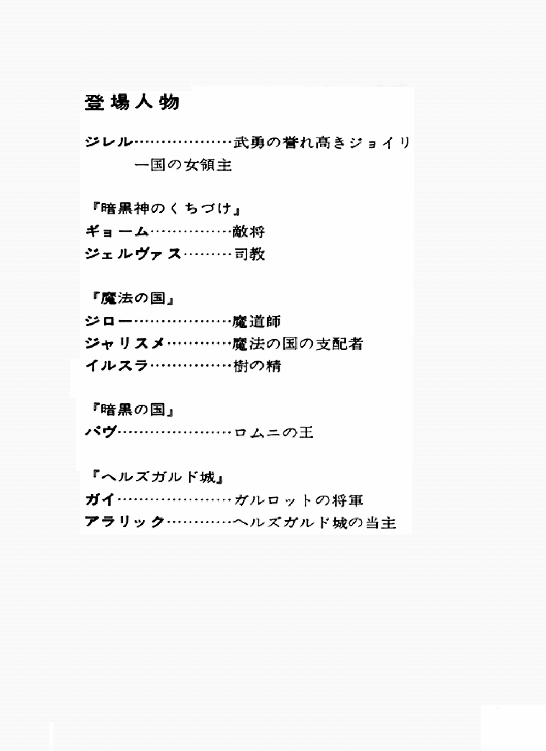 登場人物
ジレル………………武勇の誉れ高きジョイリ
ー国の女領主
『暗黒神のくちづけ』
ギョーム……………敵将
ジェルヴァス………司教
『魔法の国』
ジロー………………魔道師
ジャリスメ…………魔法の国の支配者
イルスラ……………樹の精
『暗黒の国』
パヴ…………………ロムニの王
『ヘルズガルド城』
ガイ…………………ガルロットの将軍
アラリック…………ヘルズガルド城の当主